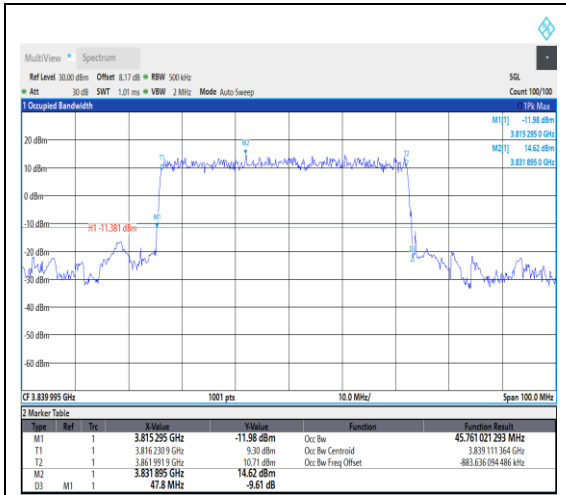 MultiView Spectrum
Ref Level 30.00 dBm Offset 8.17 dB RBW 500 kHz SGL
Att 30 dB SWT 1.01 ms VBW 2 MHz Mode Auto Sweep Count 100/100
1 Occupied Bandwidth 1Pk Max
M1[1] -11.98 dBm
3.815 295 0 GHz
M2[1] 14.62 dBm
3.831 895 0 GHz
20 dBm
10 dBm
0 dBm
-10 dBm
-20 dBm
-30 dBm
-40 dBm
-50 dBm
-60 dBm
T1
M2
T2
M1
H1 -11.381 dBm
D3
CF 3.839 995 GHz 1001 pts 10.0 MHz/ Span 100.0 MHz
2 Marker Table
Type Ref Trc X-Value Y-Value Function Function Result
M1 1 3.815 295 GHz -11.98 dBm Occ Bw 45.761 021 293 MHz
T1 1 3.816 230 9 GHz 9.30 dBm Occ Bw Centroid 3.839 111 364 GHz
T2 1 3.861 991 9 GHz 10.71 dBm Occ Bw Freq Offset -883.636 094 486 kHz
M2 1 3.831 895 GHz 14.62 dBm
D3 M1 1 47.8 MHz -9.61 dB